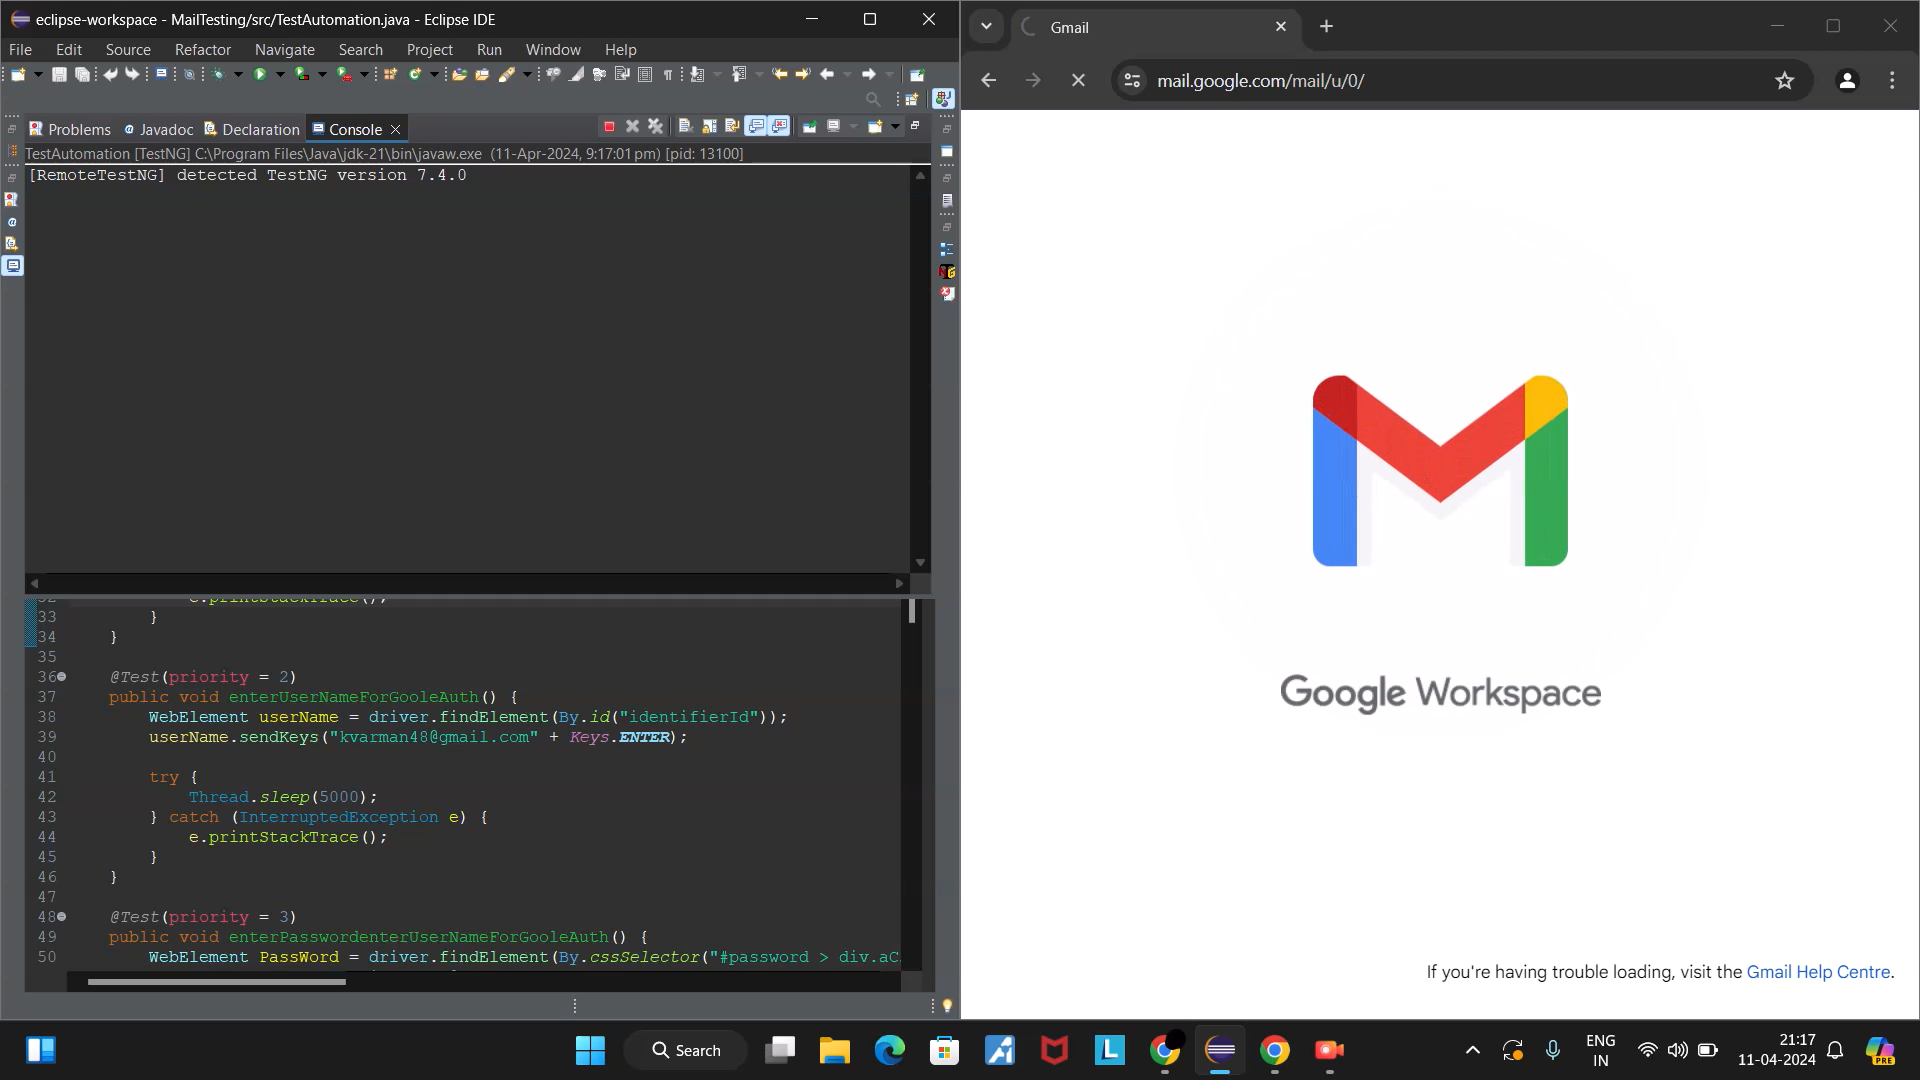 eclipse-workspace - MailTesting/src/TestAutomation.java - Eclipse IDE
File Edit Source Refactor Navigate Search Project Run Window Help
Problems Javadoc Declaration Console
TestAutomation [TestNG] C:\Program Files\Java\jdk-21\bin\javaw.exe (11-Apr-2024, 9:17:01 pm) [pid: 13100]
[RemoteTestNG] detected TestNG version 7.4.0
32 e.printStackTrace();
33 }
34 }
35
36 @Test(priority = 2)
37 public void enterUserNameForGooleAuth() {
38 WebElement userName = driver.findElement(By.id("identifierId"));
39 userName.sendKeys("kvarman48@gmail.com" + Keys.ENTER);
40
41 try {
42 Thread.sleep(5000);
43 } catch (InterruptedException e) {
44 e.printStackTrace();
45 }
46 }
47
48 @Test(priority = 3)
49 public void enterPasswordenterUserNameForGooleAuth() {
50 WebElement PassWord = driver.findElement(By.cssSelector("#password > div.aC
Gmail
mail.google.com/mail/u/0/
Google Workspace
If you're having trouble loading, visit the Gmail Help Centre.
Search
ENG
IN
21:17
11-04-2024
PRE